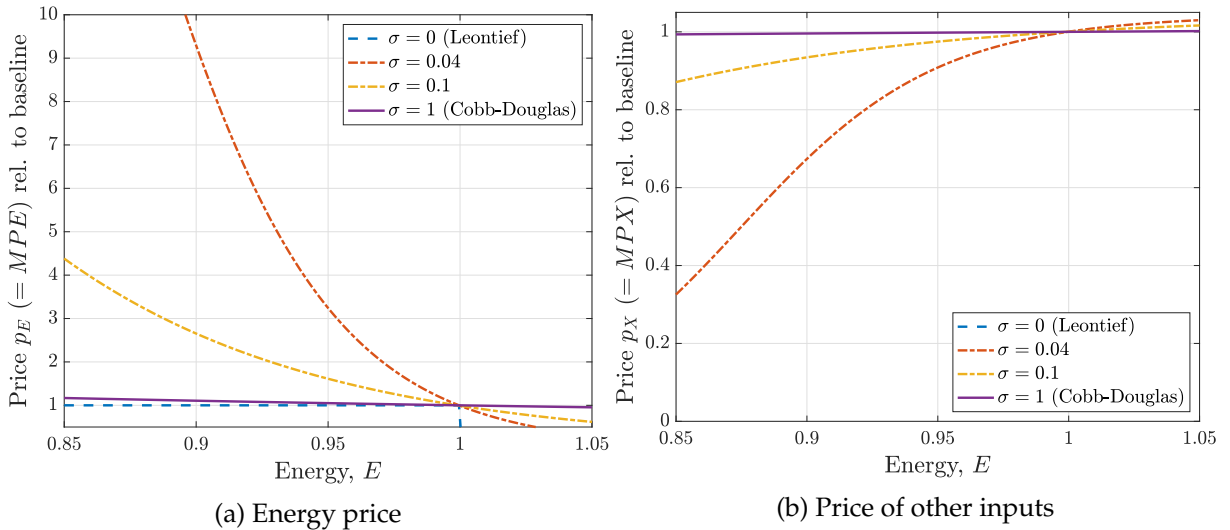 Price $p_E$ (= $MPE$) rel. to baseline
10
9
8
7
6
5
4
3
2
1
0.85
0.9
0.95
1
1.05
Energy, $E$
σ = 0 (Leontief)
σ = 0.04
σ = 0.1
σ = 1 (Cobb-Douglas)
(a) Energy price
Price $p_X$ (= $MPX$) rel. to baseline
1
0.8
0.6
0.4
0.2
0
0.85
0.9
0.95
1
1.05
Energy, $E$
σ = 0 (Leontief)
σ = 0.04
σ = 0.1
σ = 1 (Cobb-Douglas)
(b) Price of other inputs